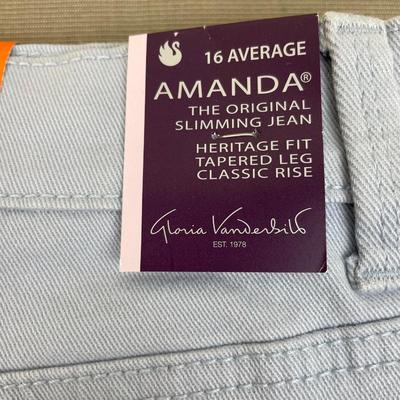 16 AVERAGE
AMANDA®
THE ORIGINAL
SLIMMING JEAN
HERITAGE FIT
TAPERED LEG
CLASSIC RISE
Gloria Vanderbilt
EST. 1978